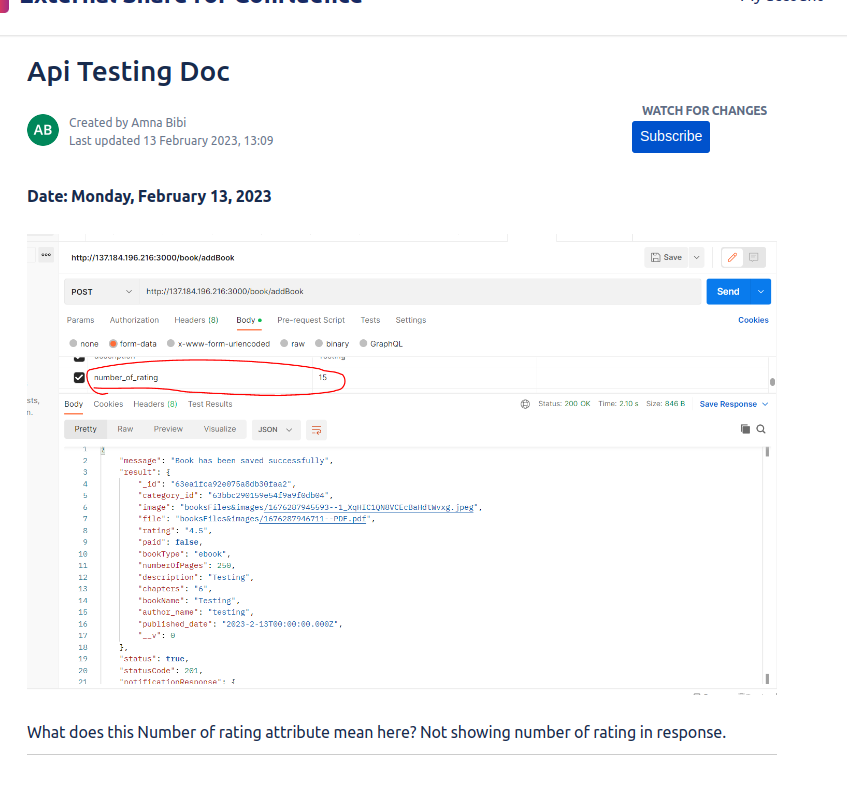 External Share for Confluence
My Account
Api Testing Doc
AB
Created by Amna Bibi
Last updated 13 February 2023, 13:09
WATCH FOR CHANGES
Subscribe
Date: Monday, February 13, 2023
http://137.184.196.216:3000/book/addBook
Save
POST
http://137.184.196.216:3000/book/addBook
Send
Params Authorization Headers (8) Body Pre-request Script Tests Settings
Cookies
none form-data x-www-form-urlencoded raw binary GraphQL
description Testing
number_of_rating 15
Body Cookies Headers (8) Test Results
Status: 200 OK Time: 2.10 s Size: 846 B Save Response
Pretty Raw Preview Visualize JSON
1 {
2 "message": "Book has been saved successfully",
3 "result": {
4 "_id": "63ea1fca92e075a8db30faa2",
5 "category_id": "63bbc290159e54f9a9f0db04",
6 "image": "booksFiles&images/1676287945593--1_XqHIC1QN8VCEcBaHdtWvxg.jpeg",
7 "file": "booksFiles&images/1676287946711--PDF.pdf",
8 "rating": "4.5",
9 "paid": false,
10 "bookType": "ebook",
11 "numberOfPages": 250,
12 "description": "Testing",
13 "chapters": "6",
14 "bookName": "Testing",
15 "author_name": "testing",
16 "published_date": "2023-2-13T00:00:00.000Z",
17 "__v": 0
18 },
19 "status": true,
20 "statusCode": 201,
21 "notificationResponse": {
What does this Number of rating attribute mean here? Not showing number of rating in response.